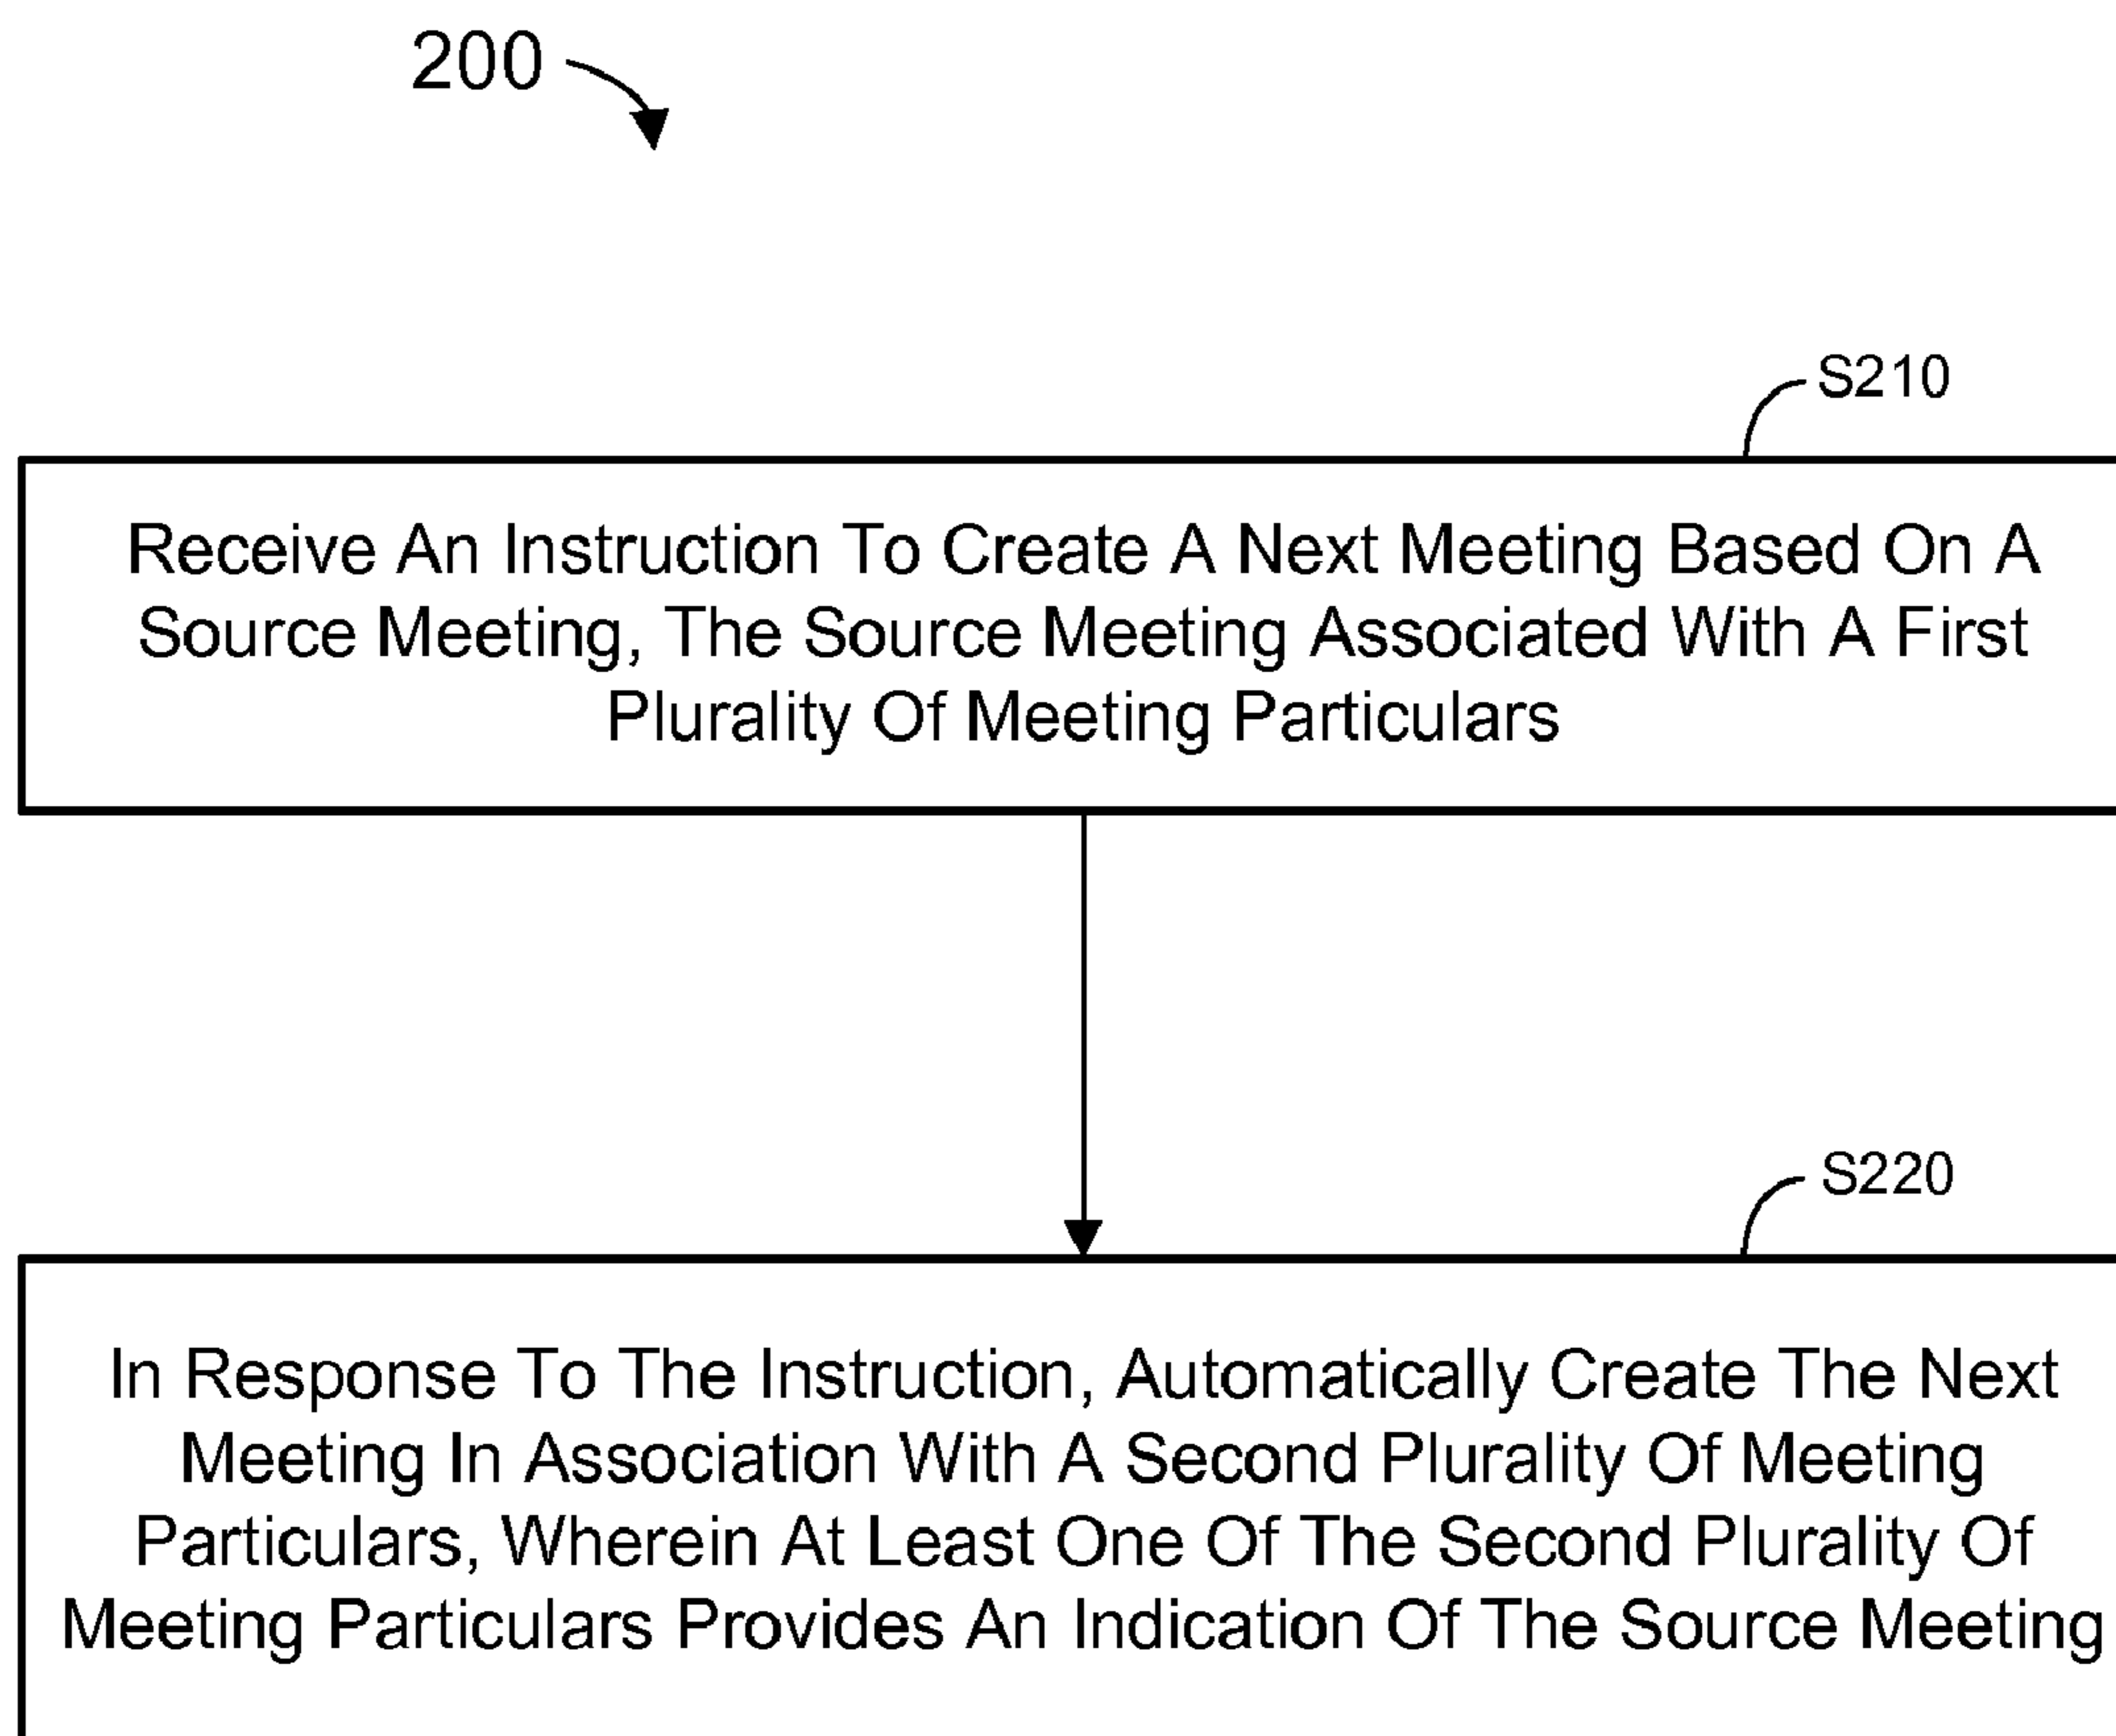 200
S210
Receive An Instruction To Create A Next Meeting Based On A
Source Meeting, The Source Meeting Associated With A First
Plurality Of Meeting Particulars
S220
In Response To The Instruction, Automatically Create The Next
Meeting In Association With A Second Plurality Of Meeting
Particulars, Wherein At Least One Of The Second Plurality Of
Meeting Particulars Provides An Indication Of The Source Meeting